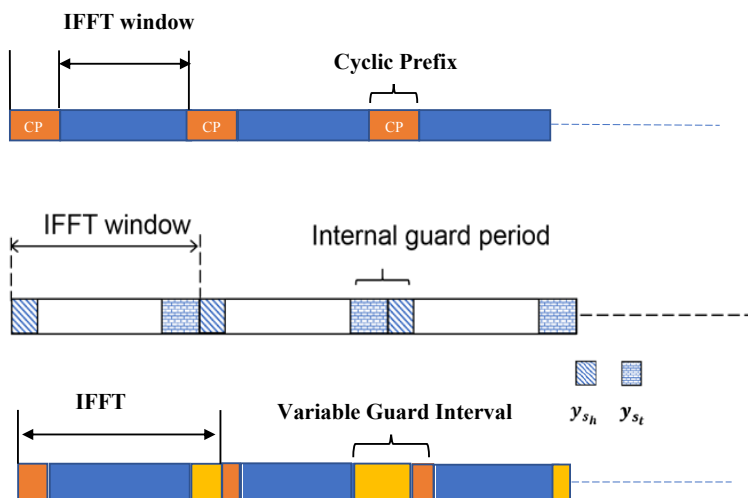 IFFT window
Cyclic Prefix
CP CP CP
IFFT window
Internal guard period
y_{s_h} y_{s_t}
IFFT
Variable Guard Interval